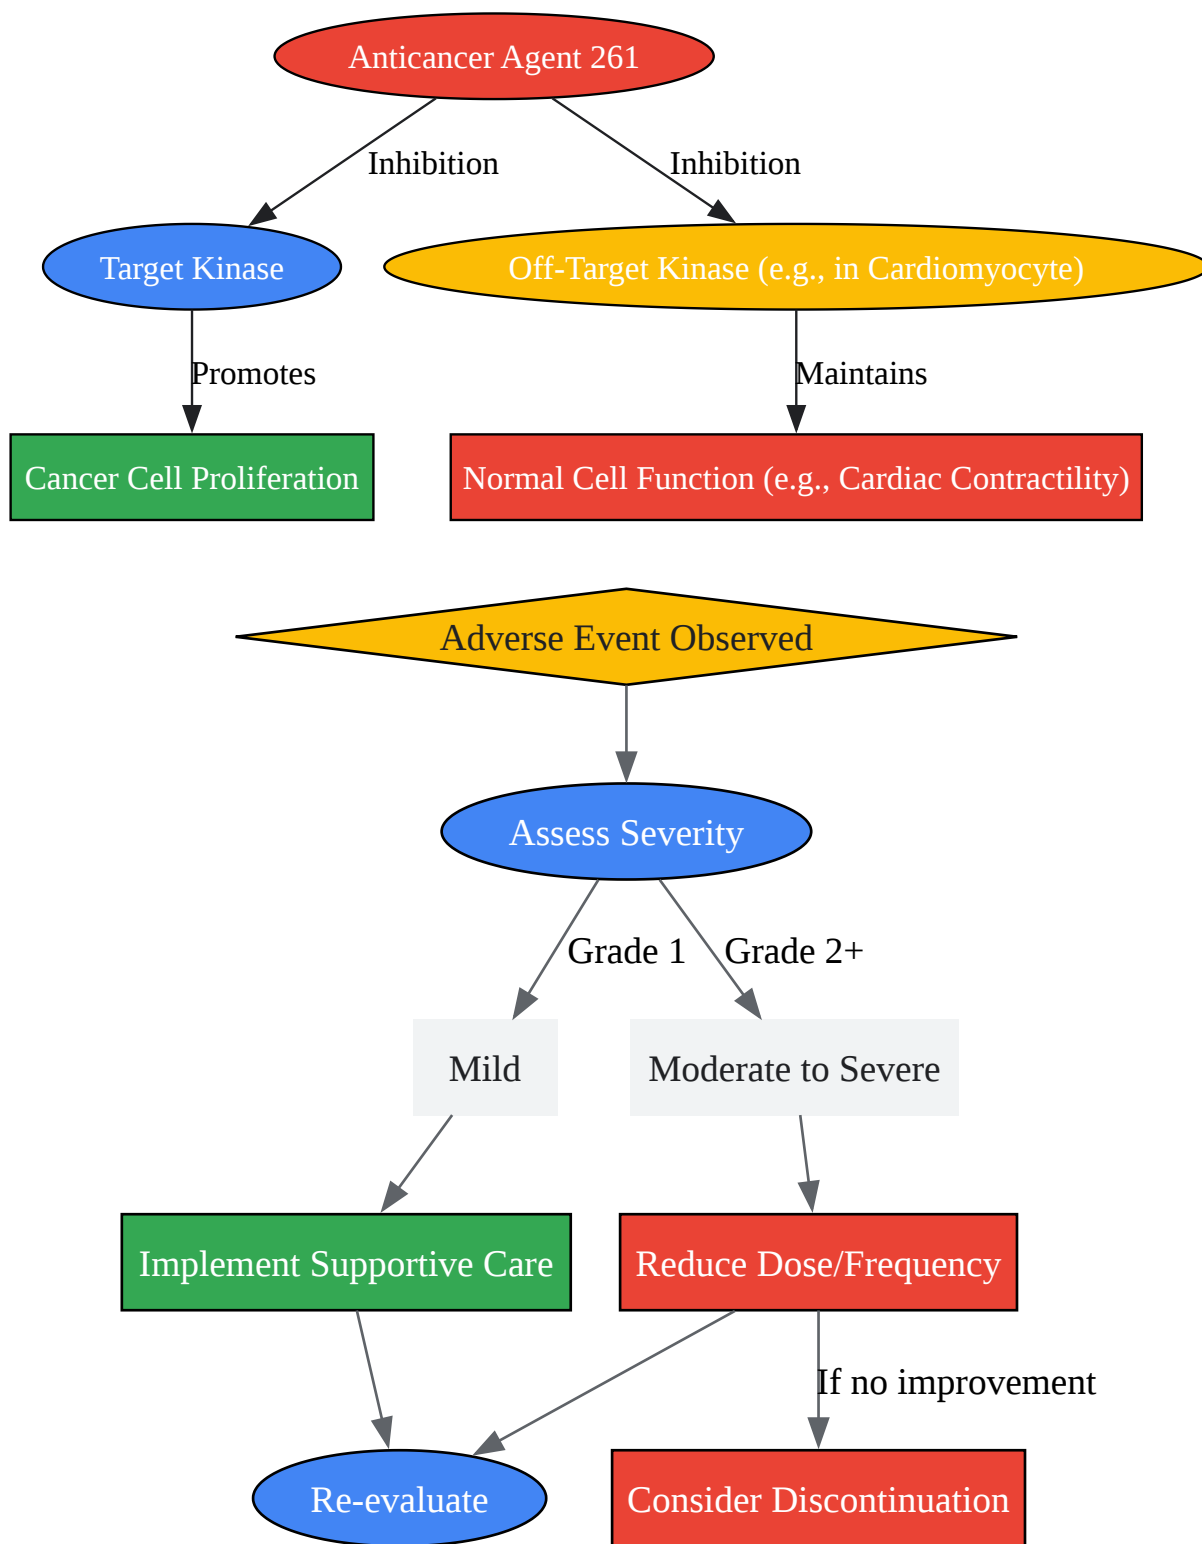 Anticancer Agent 261
Inhibition
Inhibition
Target Kinase
Off-Target Kinase (e.g., in Cardiomyocyte)
Promotes
Maintains
Cancer Cell Proliferation
Normal Cell Function (e.g., Cardiac Contractility)
Adverse Event Observed
Assess Severity
Grade 1
Grade 2+
Mild
Moderate to Severe
Implement Supportive Care
Reduce Dose/Frequency
If no improvement
Re-evaluate
Consider Discontinuation